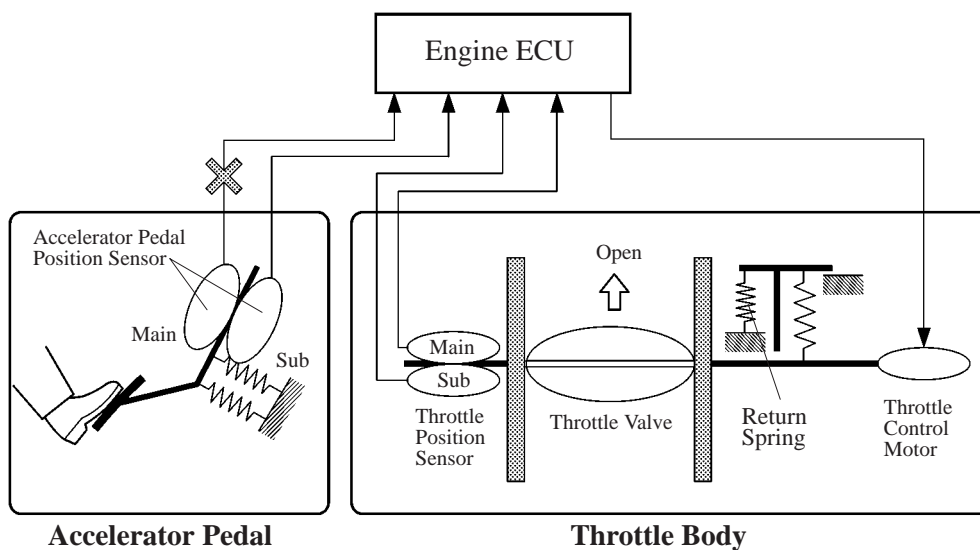 Engine ECU
Accelerator Pedal
Position Sensor
Main
Sub
Open
Main
Sub
Throttle
Position
Sensor
Throttle Valve
Return
Spring
Throttle
Control
Motor
Accelerator Pedal
Throttle Body